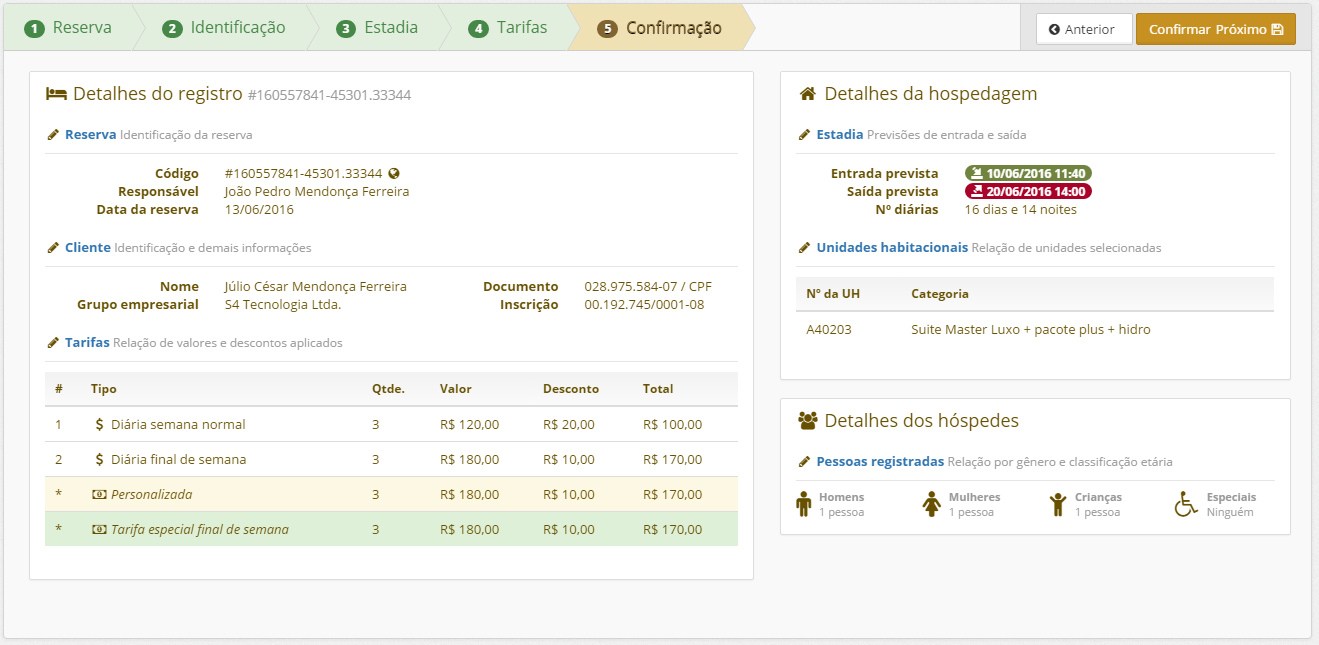 1 Reserva 2 Identificação 3 Estadia 4 Tarifas 5 Confirmação Anterior Confirmar Próximo
Detalhes do registro #160557841-45301.33344
Reserva Identificação da reserva
Código #160557841-45301.33344
Responsável João Pedro Mendonça Ferreira
Data da reserva 13/06/2016
Cliente Identificação e demais informações
Nome Júlio César Mendonça Ferreira Documento 028.975.584-07 / CPF
Grupo empresarial S4 Tecnologia Ltda. Inscrição 00.192.745/0001-08
Tarifas Relação de valores e descontos aplicados
# Tipo Qtde. Valor Desconto Total
1 $ Diária semana normal 3 R$ 120,00 R$ 20,00 R$ 100,00
2 $ Diária final de semana 3 R$ 180,00 R$ 10,00 R$ 170,00
* Personalizada 3 R$ 180,00 R$ 10,00 R$ 170,00
* Tarifa especial final de semana 3 R$ 180,00 R$ 10,00 R$ 170,00
Detalhes da hospedagem
Estadia Previsões de entrada e saída
Entrada prevista 10/06/2016 11:40
Saída prevista 20/06/2016 14:00
Nº diárias 16 dias e 14 noites
Unidades habitacionais Relação de unidades selecionadas
Nº da UH Categoria
A40203 Suite Master Luxo + pacote plus + hidro
Detalhes dos hóspedes
Pessoas registradas Relação por gênero e classificação etária
Homens Mulheres Crianças Especiais
1 pessoa 1 pessoa 1 pessoa Ninguém